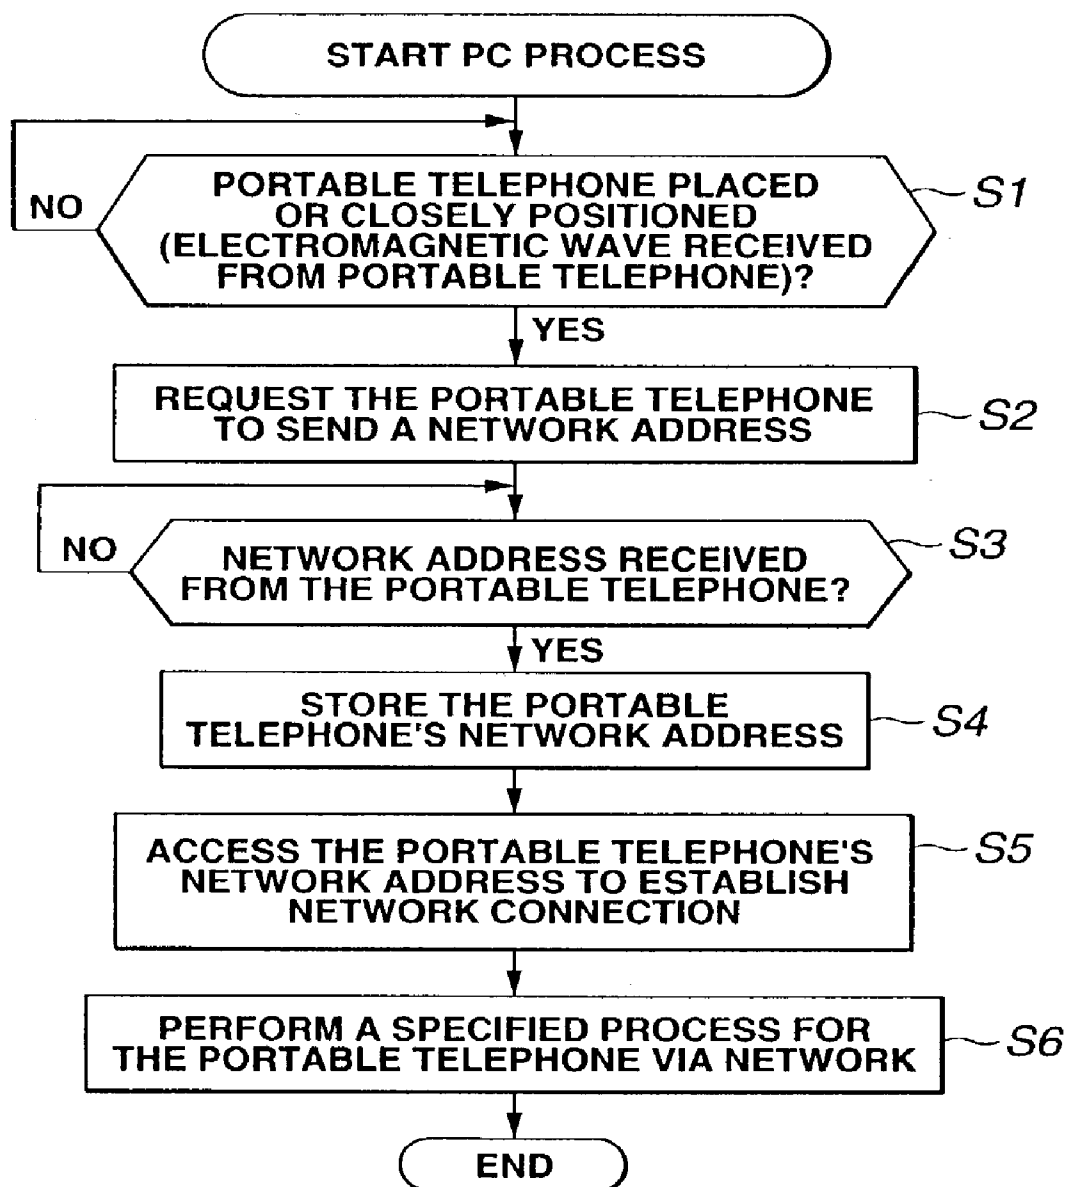 START PC PROCESS
NO
PORTABLE TELEPHONE PLACED
OR CLOSELY POSITIONED
(ELECTROMAGNETIC WAVE RECEIVED
FROM PORTABLE TELEPHONE)?
S1
YES
REQUEST THE PORTABLE TELEPHONE
TO SEND A NETWORK ADDRESS
S2
NO
NETWORK ADDRESS RECEIVED
FROM THE PORTABLE TELEPHONE?
S3
YES
STORE THE PORTABLE
TELEPHONE'S NETWORK ADDRESS
S4
ACCESS THE PORTABLE TELEPHONE'S
NETWORK ADDRESS TO ESTABLISH
NETWORK CONNECTION
S5
PERFORM A SPECIFIED PROCESS FOR
THE PORTABLE TELEPHONE VIA NETWORK
S6
END